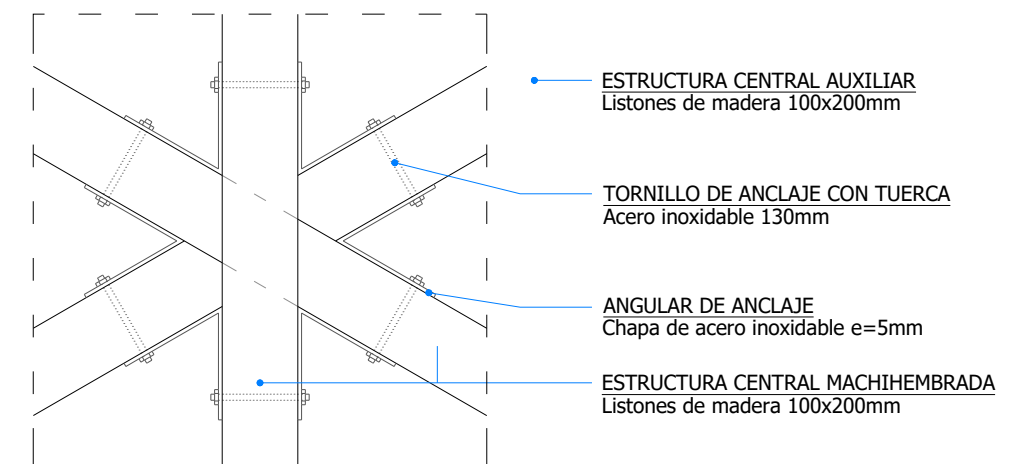 ESTRUCTURA CENTRAL AUXILIAR
Listones de madera 100x200mm
TORNILLO DE ANCLAJE CON TUERCA
Acero inoxidable 130mm
ANGULAR DE ANCLAJE
Chapa de acero inoxidable e=5mm
ESTRUCTURA CENTRAL MACHIHEMBRADA
Listones de madera 100x200mm